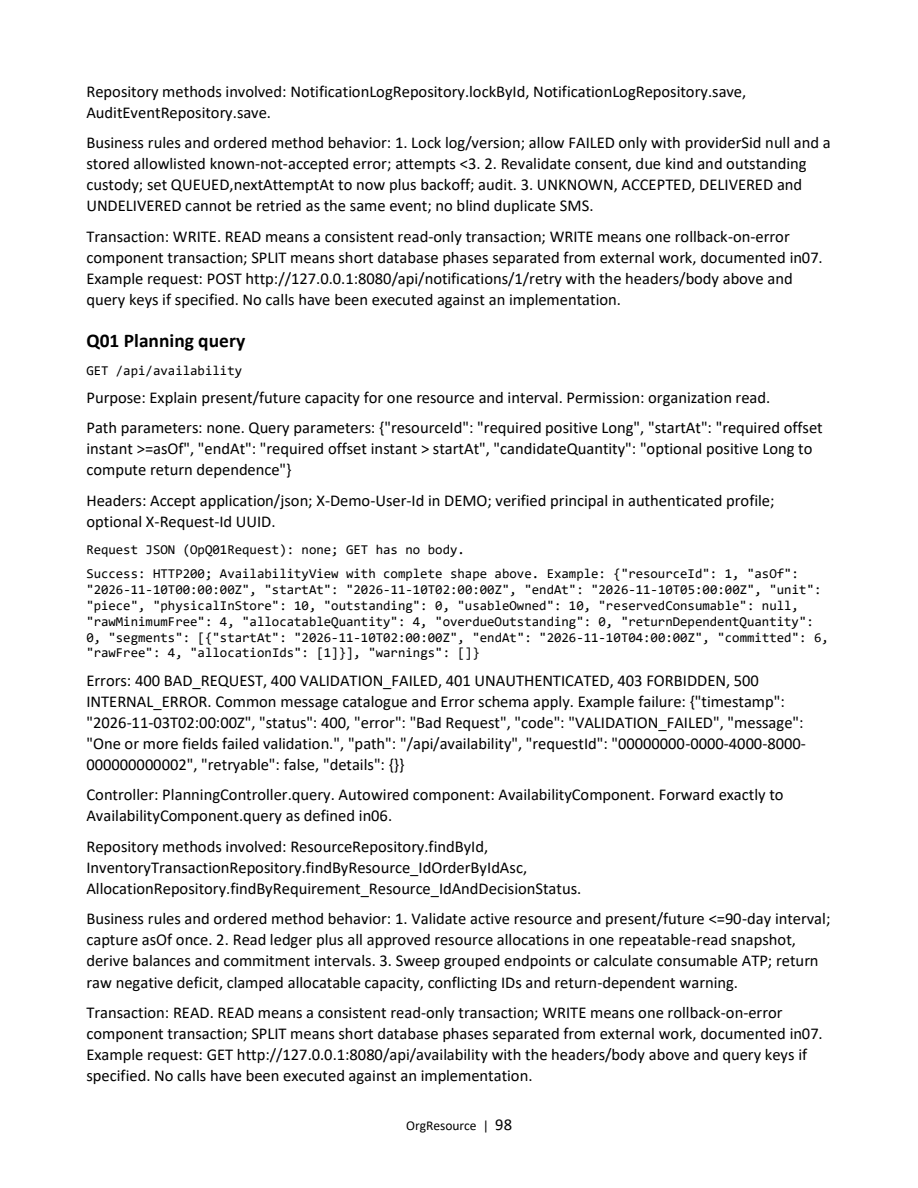 Repository methods involved: NotificationLogRepository.lockById, NotificationLogRepository.save,
AuditEventRepository.save.
Business rules and ordered method behavior: 1. Lock log/version; allow FAILED only with providerSid null and a
stored allowlisted known-not-accepted error; attempts <3. 2. Revalidate consent, due kind and outstanding
custody; set QUEUED,nextAttemptAt to now plus backoff; audit. 3. UNKNOWN, ACCEPTED, DELIVERED and
UNDELIVERED cannot be retried as the same event; no blind duplicate SMS.
Transaction: WRITE. READ means a consistent read-only transaction; WRITE means one rollback-on-error
component transaction; SPLIT means short database phases separated from external work, documented in07.
Example request: POST http://127.0.0.1:8080/api/notifications/1/retry with the headers/body above and
query keys if specified. No calls have been executed against an implementation.
Q01 Planning query
GET /api/availability
Purpose: Explain present/future capacity for one resource and interval. Permission: organization read.
Path parameters: none. Query parameters: {"resourceId": "required positive Long", "startAt": "required offset
instant >=asOf", "endAt": "required offset instant > startAt", "candidateQuantity": "optional positive Long to
compute return dependence"}
Headers: Accept application/json; X-Demo-User-Id in DEMO; verified principal in authenticated profile;
optional X-Request-Id UUID.
Request JSON (OpQ01Request): none; GET has no body.
Success: HTTP200; AvailabilityView with complete shape above. Example: {"resourceId": 1, "asOf":
"2026-11-10T00:00:00Z", "startAt": "2026-11-10T02:00:00Z", "endAt": "2026-11-10T05:00:00Z", "unit":
"piece", "physicalInStore": 10, "outstanding": 0, "usableOwned": 10, "reservedConsumable": null,
"rawMinimumFree": 4, "allocatableQuantity": 4, "overdueOutstanding": 0, "returnDependentQuantity":
0, "segments": [{"startAt": "2026-11-10T02:00:00Z", "endAt": "2026-11-10T04:00:00Z", "committed": 6,
"rawFree": 4, "allocationIds": [1]}], "warnings": []}
Errors: 400 BAD_REQUEST, 400 VALIDATION_FAILED, 401 UNAUTHENTICATED, 403 FORBIDDEN, 500
INTERNAL_ERROR. Common message catalogue and Error schema apply. Example failure: {"timestamp":
"2026-11-03T02:00:00Z", "status": 400, "error": "Bad Request", "code": "VALIDATION_FAILED", "message":
"One or more fields failed validation.", "path": "/api/availability", "requestId": "00000000-0000-4000-8000-
000000000002", "retryable": false, "details": {}}
Controller: PlanningController.query. Autowired component: AvailabilityComponent. Forward exactly to
AvailabilityComponent.query as defined in06.
Repository methods involved: ResourceRepository.findById,
InventoryTransactionRepository.findByResource_IdOrderByIdAsc,
AllocationRepository.findByRequirement_Resource_IdAndDecisionStatus.
Business rules and ordered method behavior: 1. Validate active resource and present/future <=90-day interval;
capture asOf once. 2. Read ledger plus all approved resource allocations in one repeatable-read snapshot,
derive balances and commitment intervals. 3. Sweep grouped endpoints or calculate consumable ATP; return
raw negative deficit, clamped allocatable capacity, conflicting IDs and return-dependent warning.
Transaction: READ. READ means a consistent read-only transaction; WRITE means one rollback-on-error
component transaction; SPLIT means short database phases separated from external work, documented in07.
Example request: GET http://127.0.0.1:8080/api/availability with the headers/body above and query keys if
specified. No calls have been executed against an implementation.
OrgResource | 98